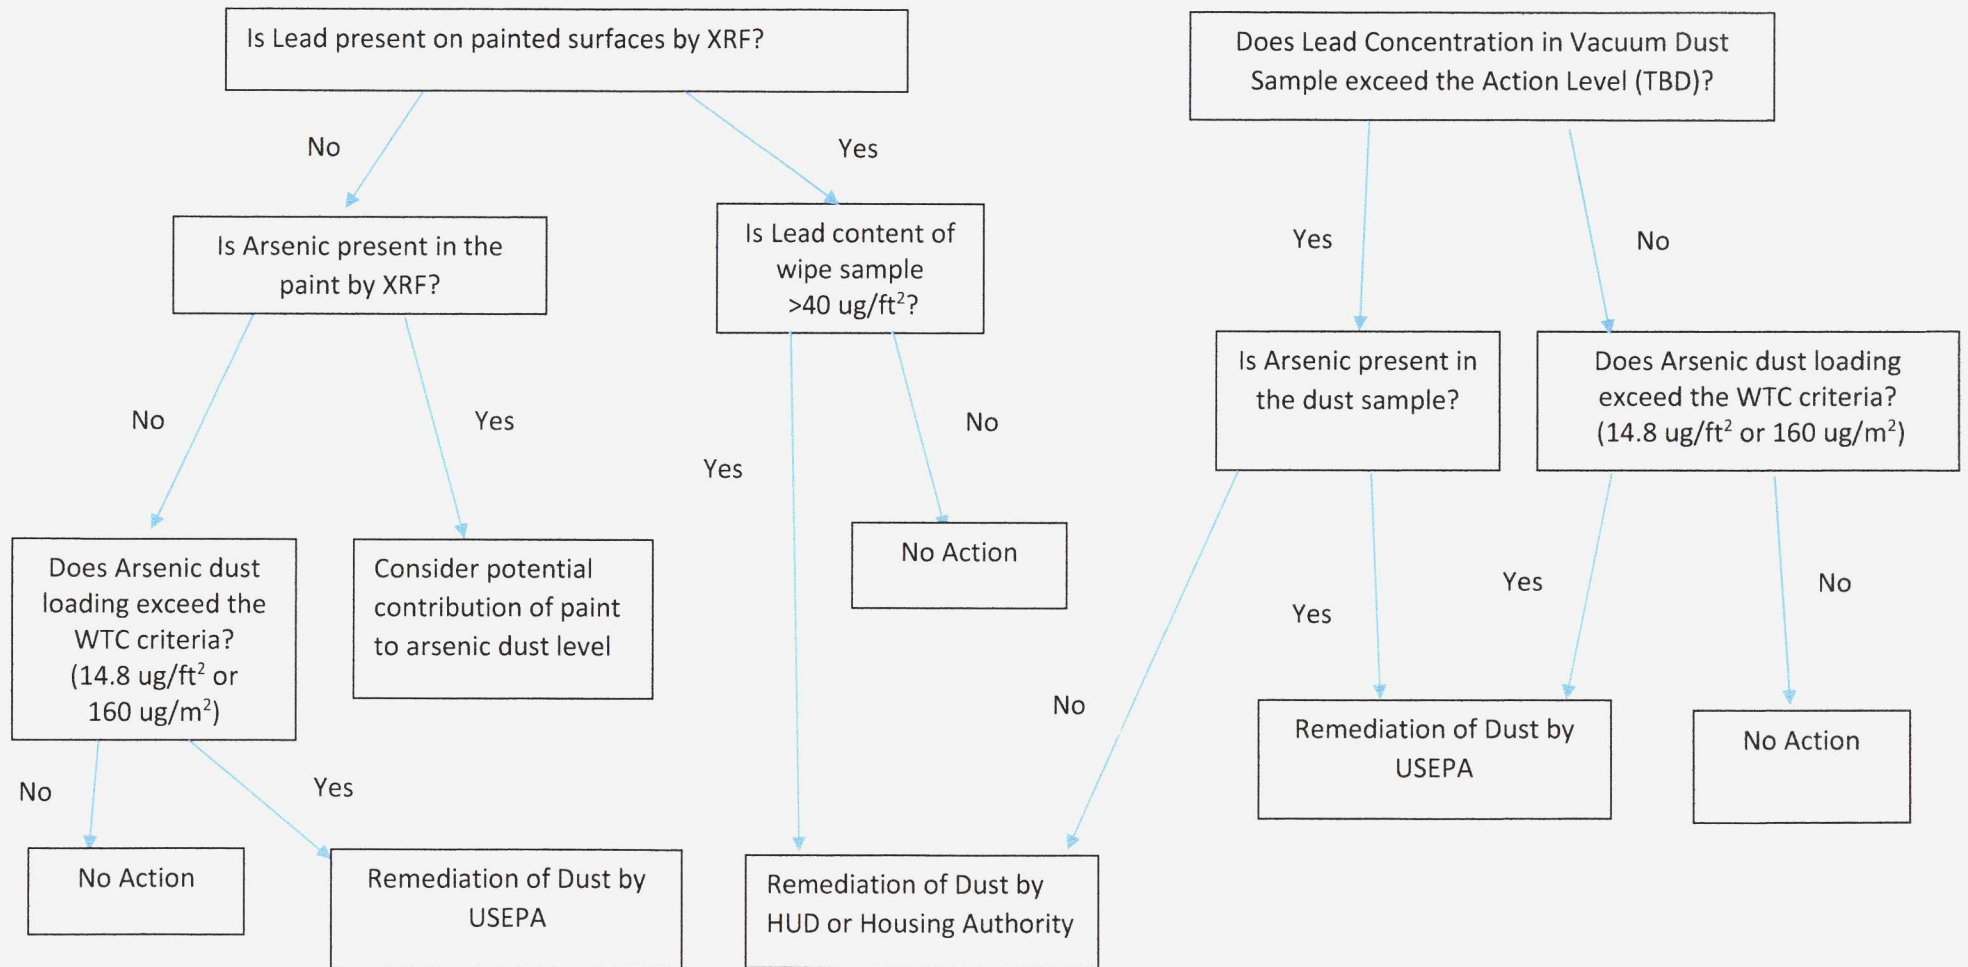 Is Lead present on painted surfaces by XRF?
No
Yes
Is Arsenic present in the
paint by XRF?
Is Lead content of
wipe sample
>40 ug/ft²?
No
Yes
Yes
No
Does Arsenic dust
loading exceed the
WTC criteria?
(14.8 ug/ft² or
160 ug/m²)
Consider potential
contribution of paint
to arsenic dust level
No Action
No
Yes
No Action
Remediation of Dust by
USEPA
Remediation of Dust by
HUD or Housing Authority
Does Lead Concentration in Vacuum Dust
Sample exceed the Action Level (TBD)?
Yes
No
Is Arsenic present in
the dust sample?
Does Arsenic dust loading
exceed the WTC criteria?
(14.8 ug/ft² or 160 ug/m²)
No
Yes
Yes
No
Remediation of Dust by
USEPA
No Action